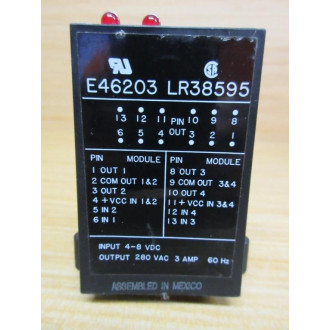 E46203 LR38595
13 12 11 PIN 10 9 8
6 5 4 OUT 3 2 1
PIN MODULE PIN MODULE
1 OUT 1 8 OUT 3
2 COM OUT 1&2 9 COM OUT 3&4
3 OUT 2 10 OUT 4
4 +VCC IN 1&2 11 +VCC IN 3&4
5 IN 2 12 IN 4
6 IN 1 13 IN 3
INPUT 4-8 VDC
OUTPUT 280 VAC 3 AMP 60 Hz
ASSEMBLED IN MEXICO